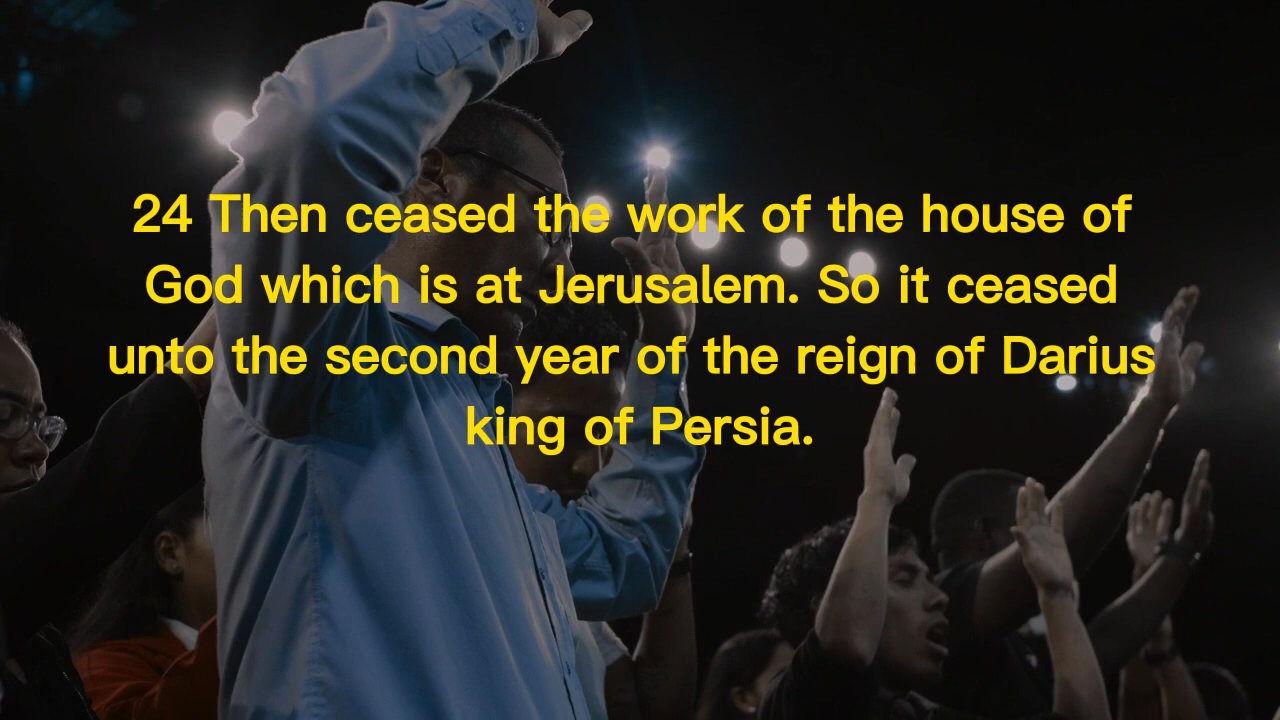 24 Then ceased the work of the house of
God which is at Jerusalem. So it ceased
unto the second year of the reign of Darius
king of Persia.